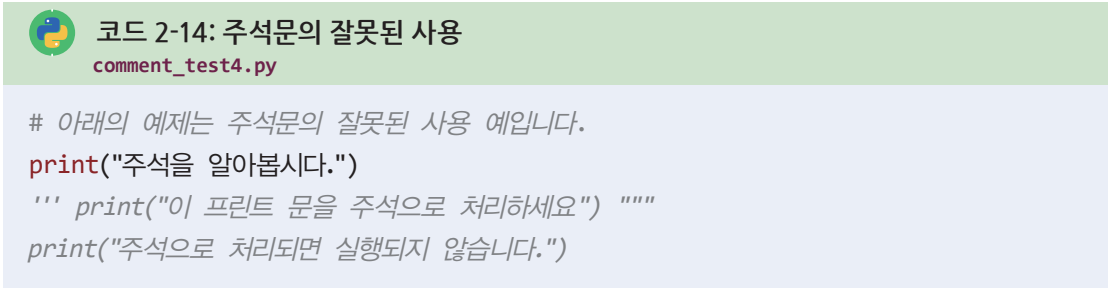 코드 2-14: 주석문의 잘못된 사용
comment_test4.py
# 아래의 예제는 주석문의 잘못된 사용 예입니다.
print("주석을 알아봅시다.")
''' print("이 프린트 문을 주석으로 처리하세요") """
print("주석으로 처리되면 실행되지 않습니다.")